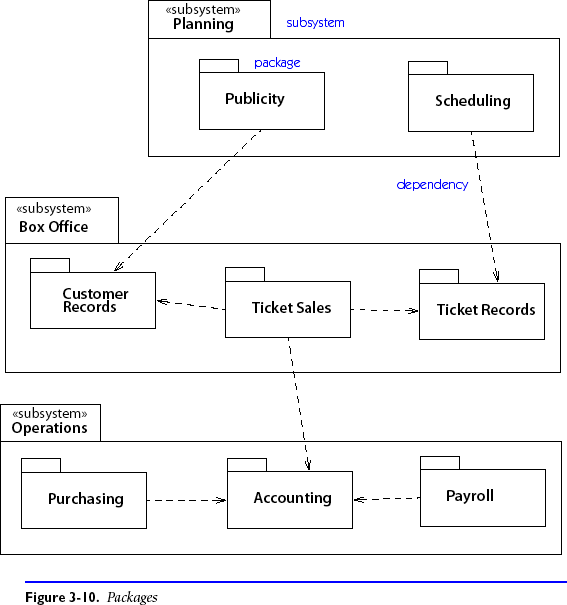 «subsystem»
Planning
subsystem
package
Publicity
Scheduling
dependency
«subsystem»
Box Office
Customer
Records
Ticket Sales
Ticket Records
«subsystem»
Operations
Purchasing
Accounting
Payroll
Figure 3-10. Packages